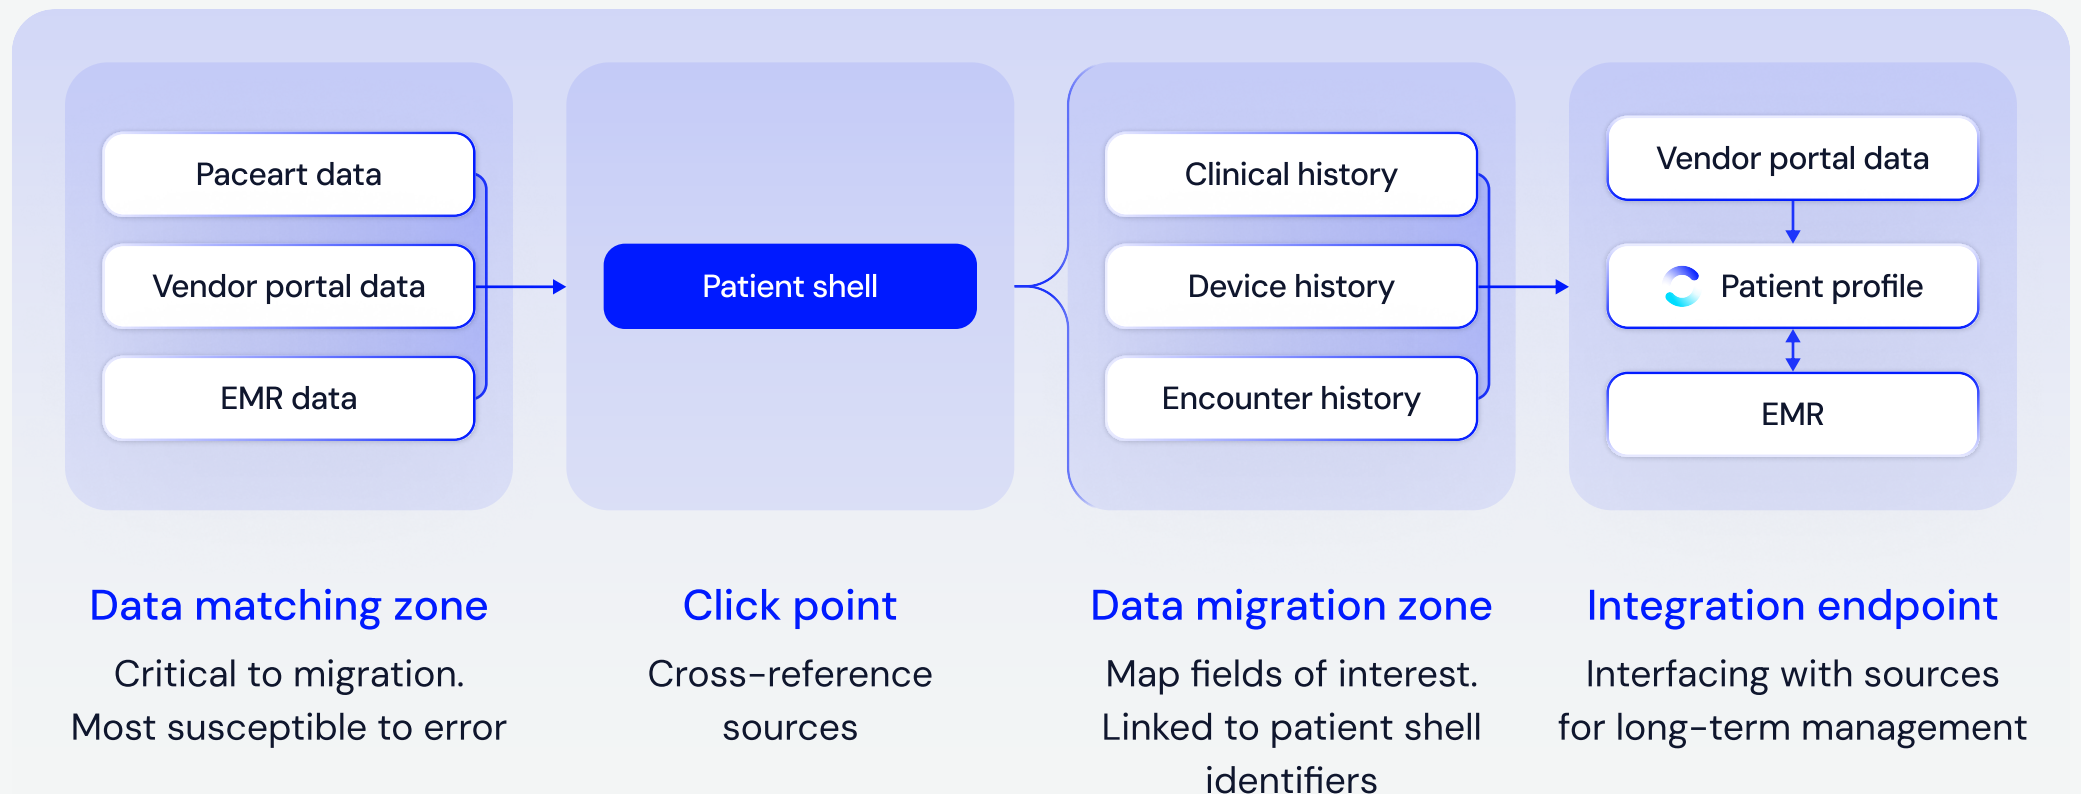 Paceart data
Vendor portal data
EMR data
Patient shell
Clinical history
Device history
Encounter history
Vendor portal data
Patient profile
EMR
Data matching zone
Critical to migration.
Most susceptible to error
Click point
Cross-reference
sources
Data migration zone
Map fields of interest.
Linked to patient shell
identifiers
Integration endpoint
Interfacing with sources
for long-term management